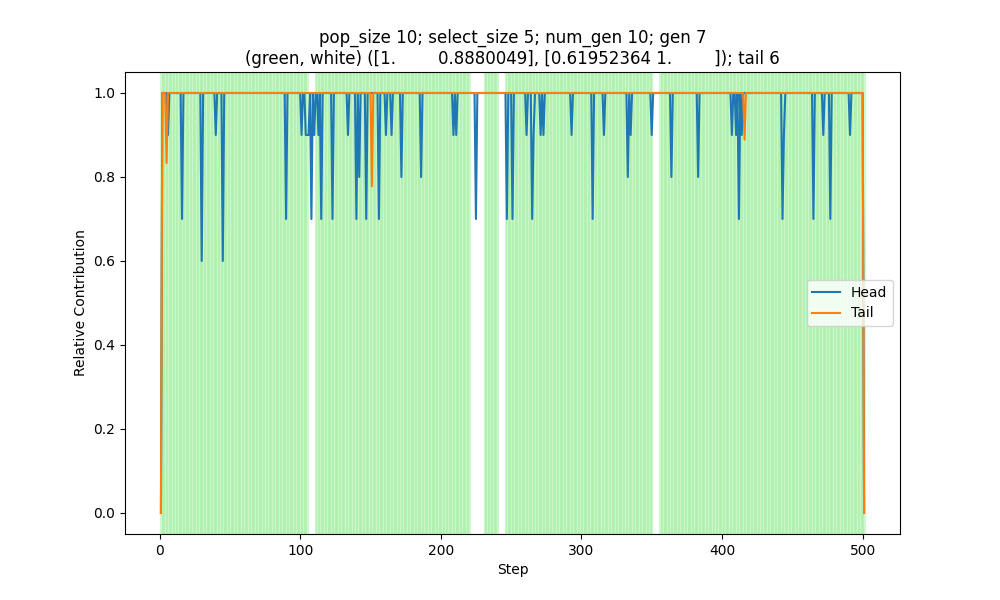 pop_size 10; select_size 5; num_gen 10; gen 7
(green, white) ([1. 0.8880049], [0.61952364 1. ]); tail 6
1.0
0.8
0.6
0.4
0.2
0.0
Relative Contribution
Head
Tail
0 100 200 300 400 500
Step